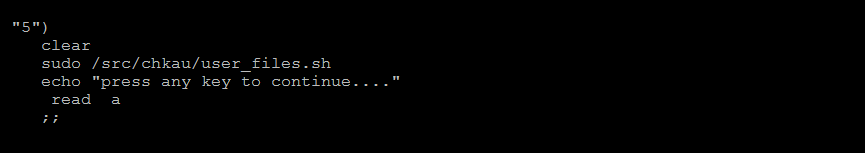 "5")
   clear
   sudo /src/chkau/user_files.sh
   echo "press any key to continue...."
    read  a
   ;;